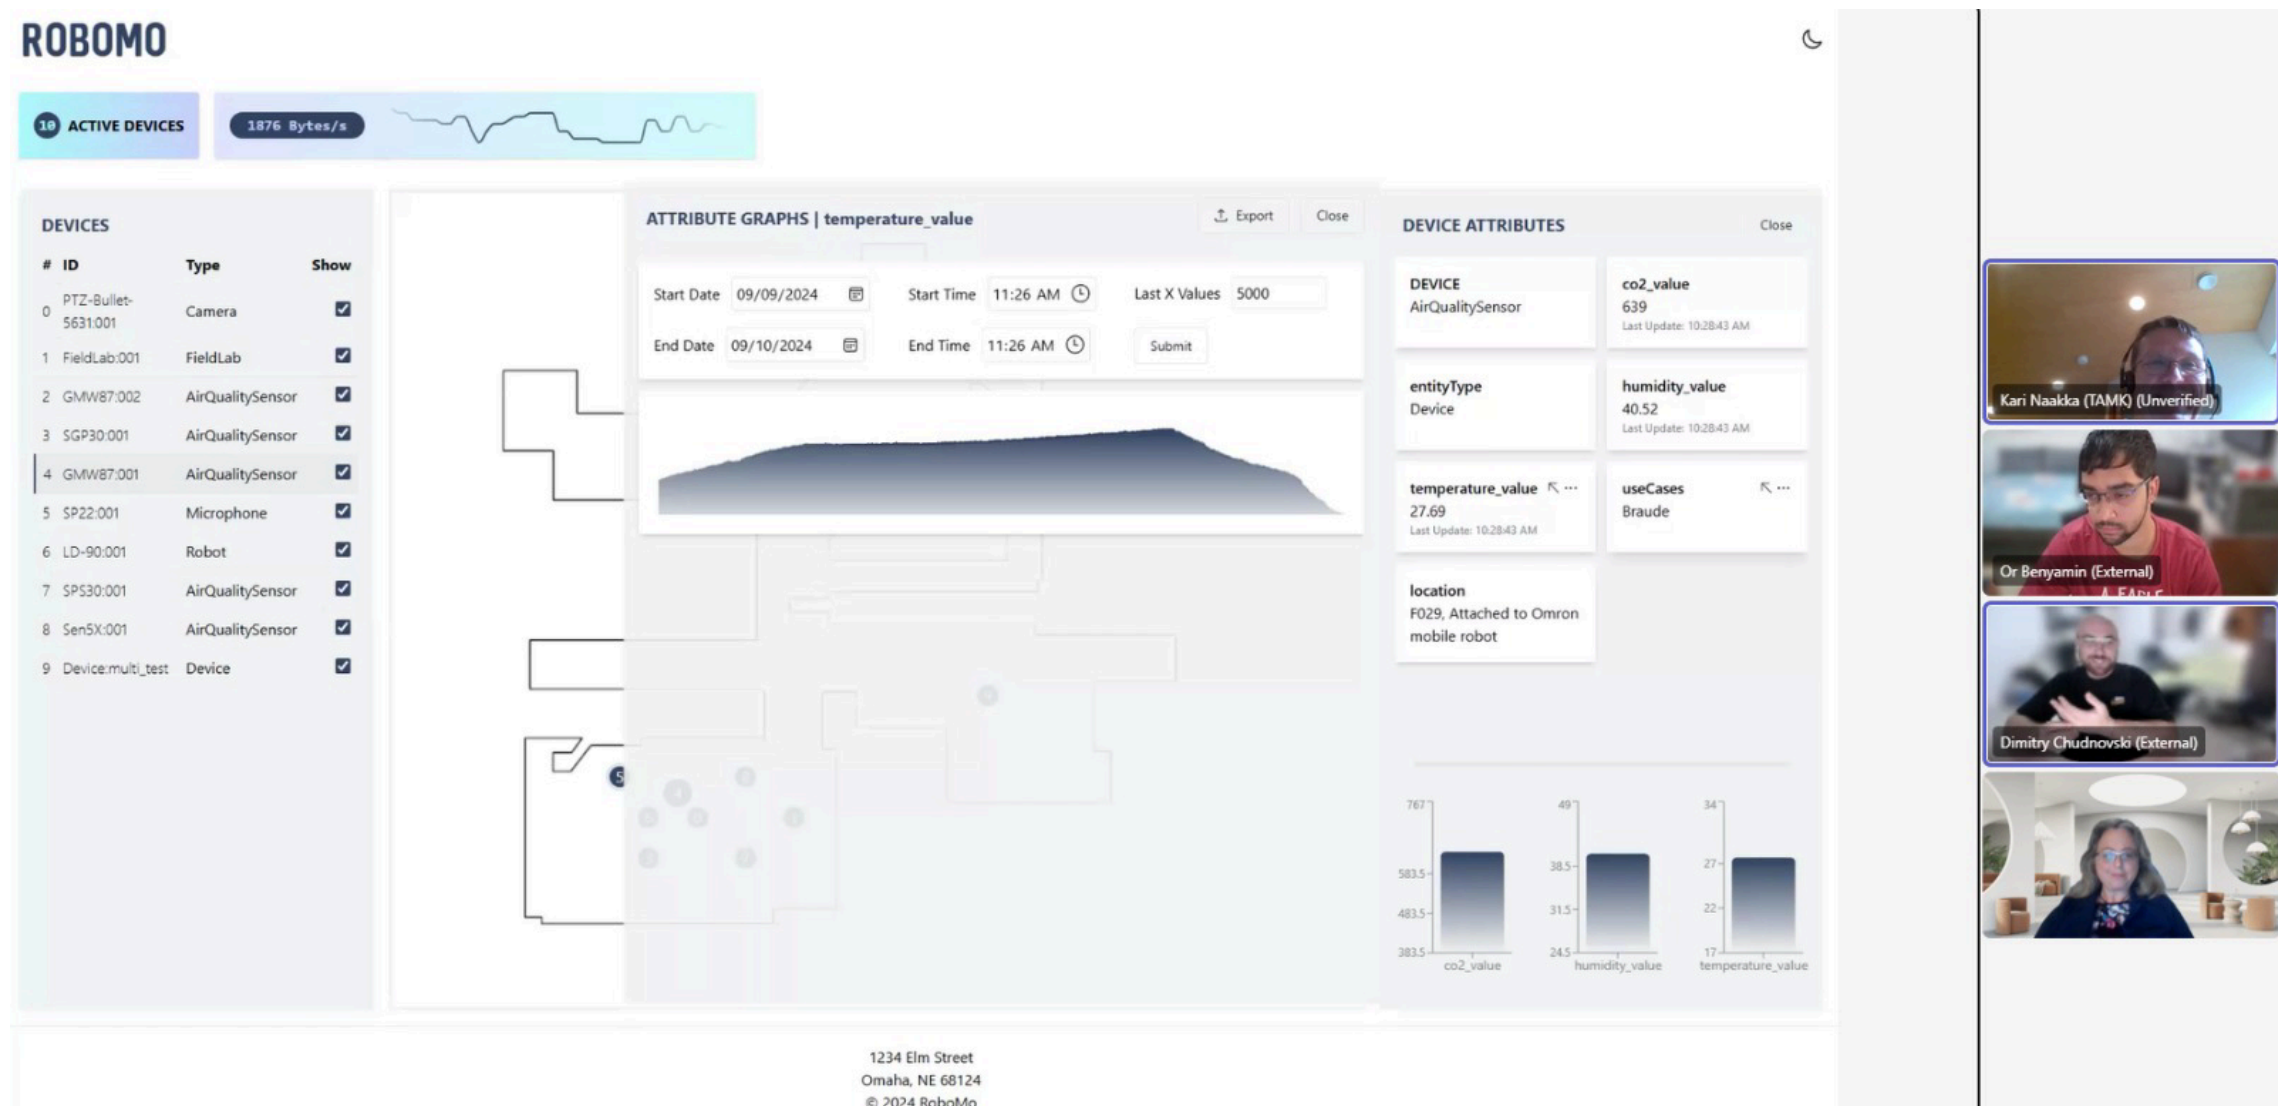 ROBOMO
10 ACTIVE DEVICES
1876 Bytes/s
DEVICES
# ID Type Show
0 PTZ-Bullet-5631:001 Camera
1 FieldLab:001 FieldLab
2 GMW87:002 AirQualitySensor
3 SGP30:001 AirQualitySensor
4 GMW87:001 AirQualitySensor
5 SP22:001 Microphone
6 LD-90:001 Robot
7 SPS30:001 AirQualitySensor
8 Sen5X:001 AirQualitySensor
9 Device:multi_test Device
5
ATTRIBUTE GRAPHS | temperature_value
Export Close
Start Date 09/09/2024 Start Time 11:26 AM Last X Values 5000
End Date 09/10/2024 End Time 11:26 AM Submit
DEVICE ATTRIBUTES Close
DEVICE
AirQualitySensor
co2_value
639
Last Update: 10:28:43 AM
entityType
Device
humidity_value
40.52
Last Update: 10:28:43 AM
temperature_value
27.69
Last Update: 10:28:43 AM
useCases
Braude
location
F029, Attached to Omron
mobile robot
767
583.5
483.5
383.5
co2_value
49
38.5
31.5
24.5
humidity_value
34
27
22
17
temperature_value
1234 Elm Street
Omaha, NE 68124
© 2024 RoboMo
Kari Naakka (TAMK) (Unverified)
Or Benyamin (External)
Dimitry Chudnovski (External)